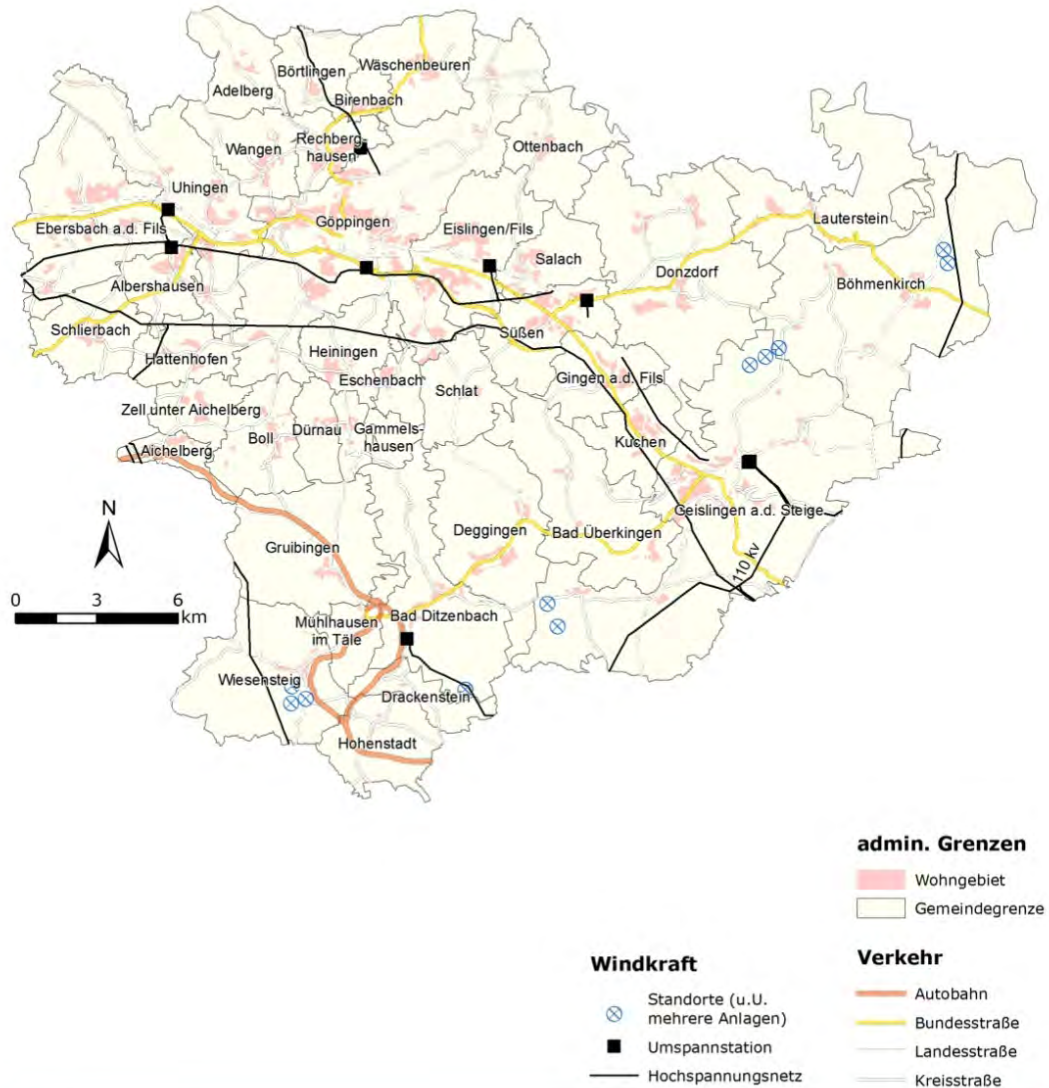 Wäschenbeuren
Börtlingen
Adelberg
Birenbach
Rechberg-
hausen
Wangen
Ottenbach
Uhingen
Göppingen
Lauterstein
Ebersbach a.d. Fils
Eislingen/Fils
Salach
Donzdorf
Albershausen
Böhmenkirch
Schlierbach
Süßen
Hattenhofen
Heiningen
Eschenbach
Schlat
Gingen a.d. Fils
Zell unter Aichelberg
Boll
Dürnau
Gammels-
hausen
Kuchen
Aichelberg
N
Geislingen a.d. Steige
Deggingen
Bad Überkingen
Gruibingen
110 kv
0 3 6
km
Bad Ditzenbach
Mühlhausen
im Täle
Wiesensteig
Drackenstein
Hohenstadt
admin. Grenzen
Wohngebiet
Gemeindegrenze
Windkraft
Standorte (u.U.
mehrere Anlagen)
Umspannstation
Hochspannungsnetz
Verkehr
Autobahn
Bundesstraße
Landesstraße
Kreisstraße